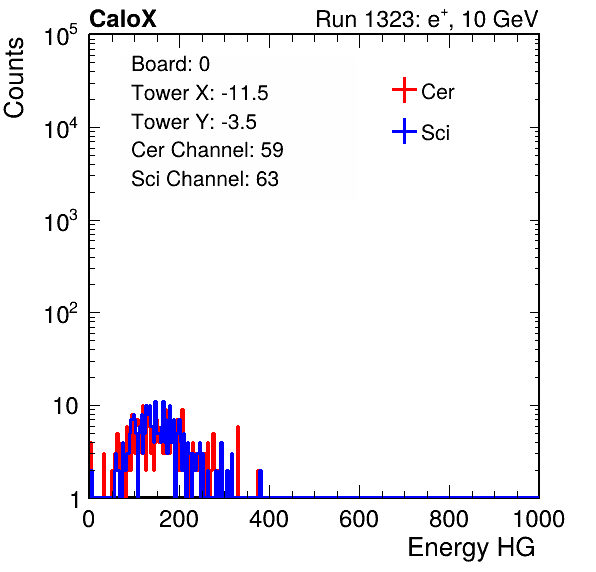 CaloX Run 1323: e+, 10 GeV
Counts
10^5
10^4
10^3
10^2
10
1
Board: 0
Tower X: -11.5
Tower Y: -3.5
Cer Channel: 59
Sci Channel: 63
Cer
Sci
0 200 400 600 800 1000
Energy HG